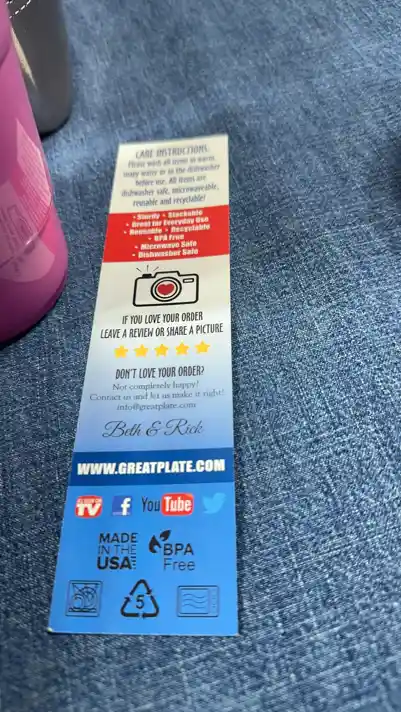 CARE INSTRUCTIONS:
Please wash all items in warm,
soapy water or in the dishwasher
before use. All items are
dishwasher safe, microwaveable,
reusable and recyclable!
• Sturdy • Stackable
• Great for Everyday Use
• Reusable • Recyclable
• BPA Free
• Microwave Safe
• Dishwasher Safe
IF YOU LOVE YOUR ORDER
LEAVE A REVIEW OR SHARE A PICTURE
DON'T LOVE YOUR ORDER?
Not completely happy?
Contact us and let us make it right!
info@greatplate.com
Beth & Rick
WWW.GREATPLATE.COM
AS SEEN ON
TV f YouTube
MADE
IN THE
USA
BPA
Free
5